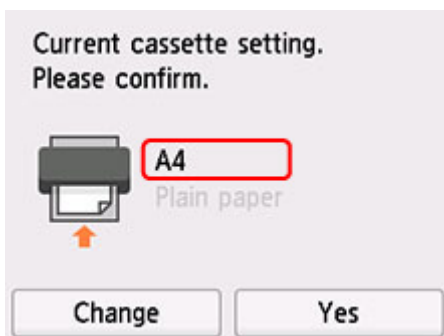 Current cassette setting.
Please confirm.
A4
Plain paper
Change
Yes